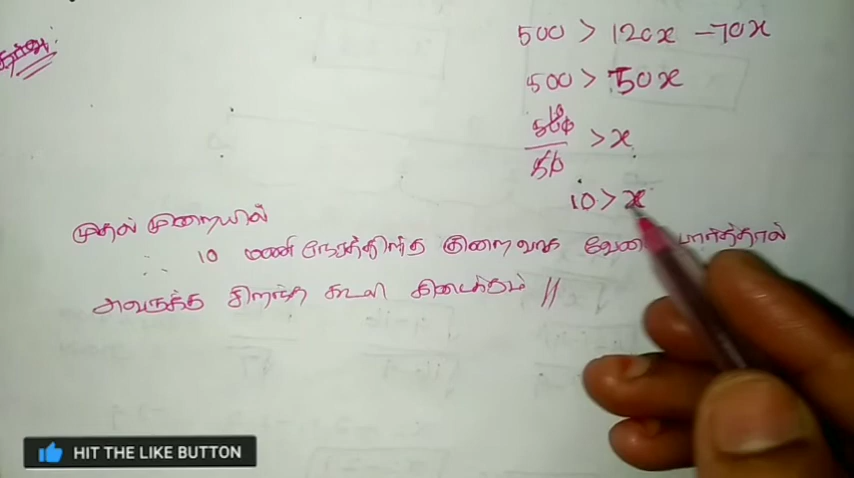 தீர்வு:
500 > 120x - 70x
500 > 50x
500/50 > x
10 > x
முதல் முறையில்
∴ 10 மணி நேரத்திற்கு குறைவாக வேலை பார்த்தால்
அவருக்கு சிறந்த கூலி கிடைக்கும் //
HIT THE LIKE BUTTON